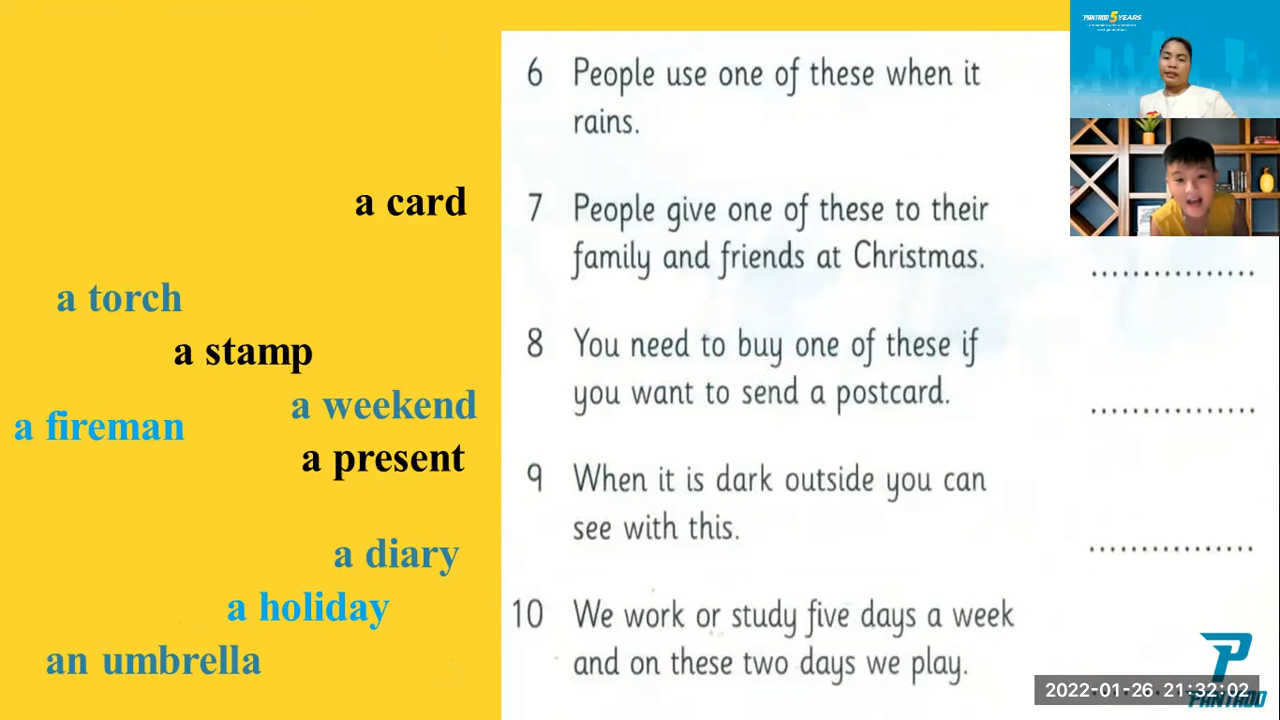 PANTADO 5 YEARS
a card
a torch
a stamp
a weekend
a fireman
a present
a diary
a holiday
an umbrella
6 People use one of these when it
rains.
7 People give one of these to their
family and friends at Christmas.
................
8 You need to buy one of these if
you want to send a postcard.
................
9 When it is dark outside you can
see with this.
................
10 We work or study five days a week
and on these two days we play.
2022-01-26 21:32:02
PANTADO